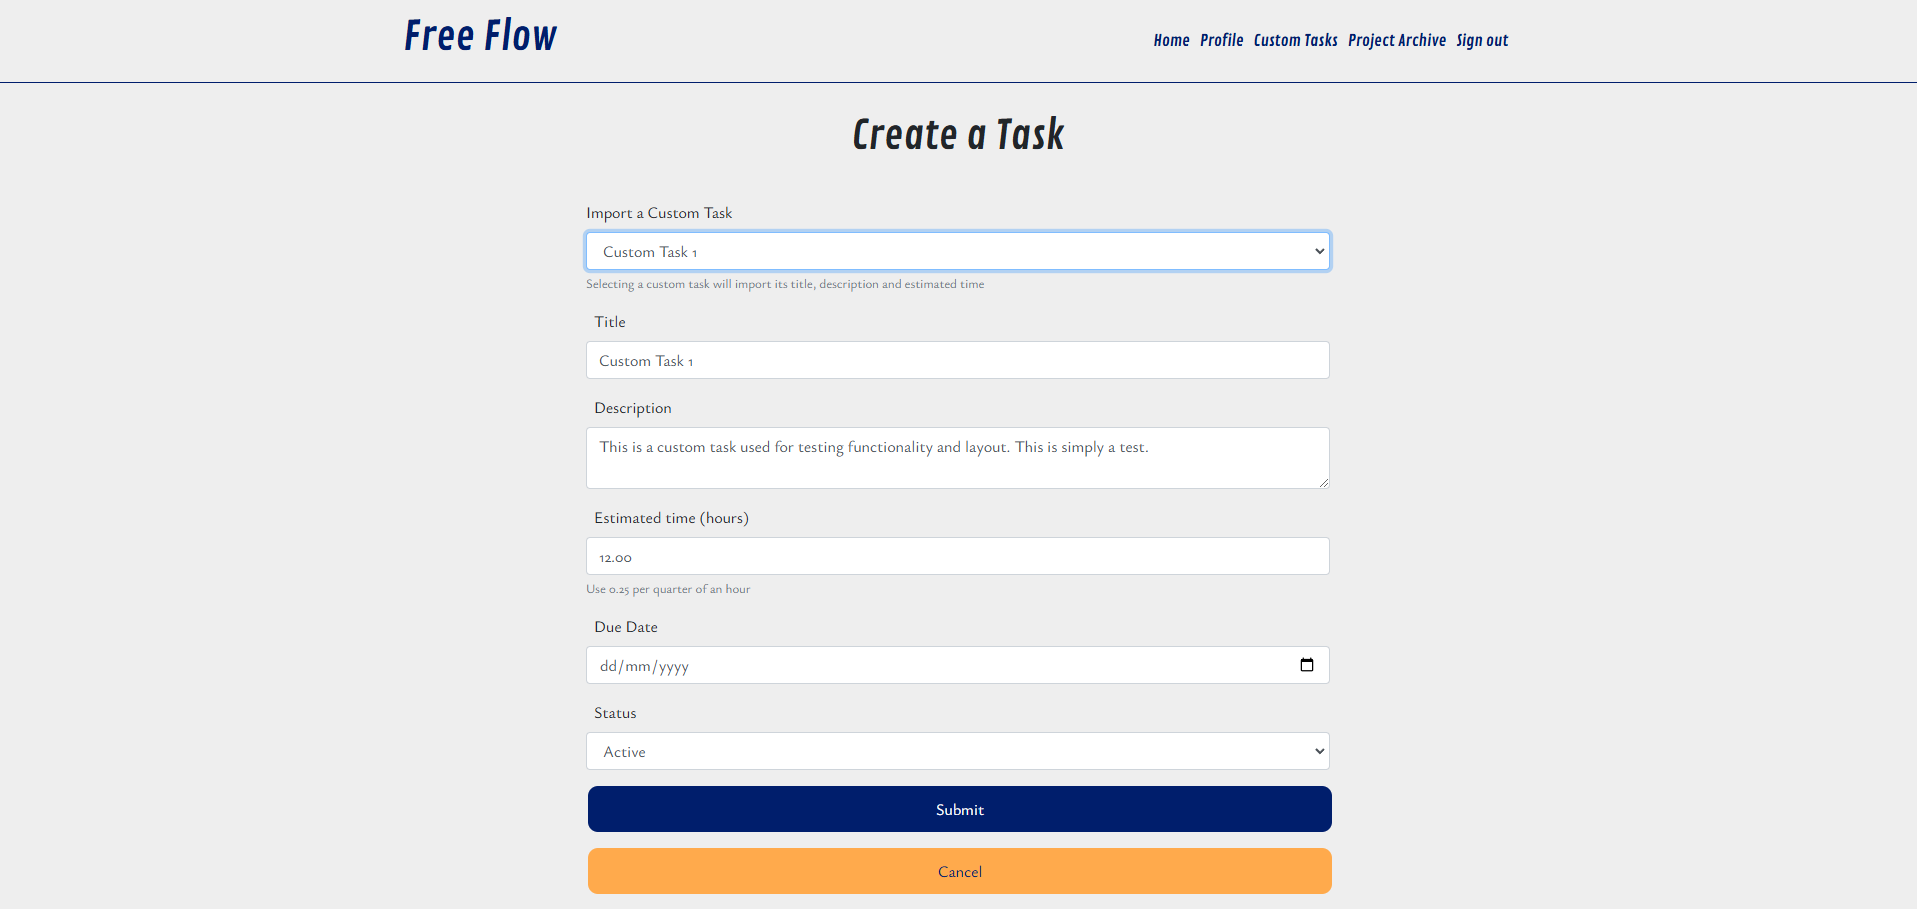 Free Flow
Home Profile Custom Tasks Project Archive Sign out
Create a Task
Import a Custom Task
Custom Task 1
Selecting a custom task will import its title, description and estimated time
Title
Custom Task 1
Description
This is a custom task used for testing functionality and layout. This is simply a test.
Estimated time (hours)
12.00
Use 0.25 per quarter of an hour
Due Date
dd/mm/yyyy
Status
Active
Submit
Cancel